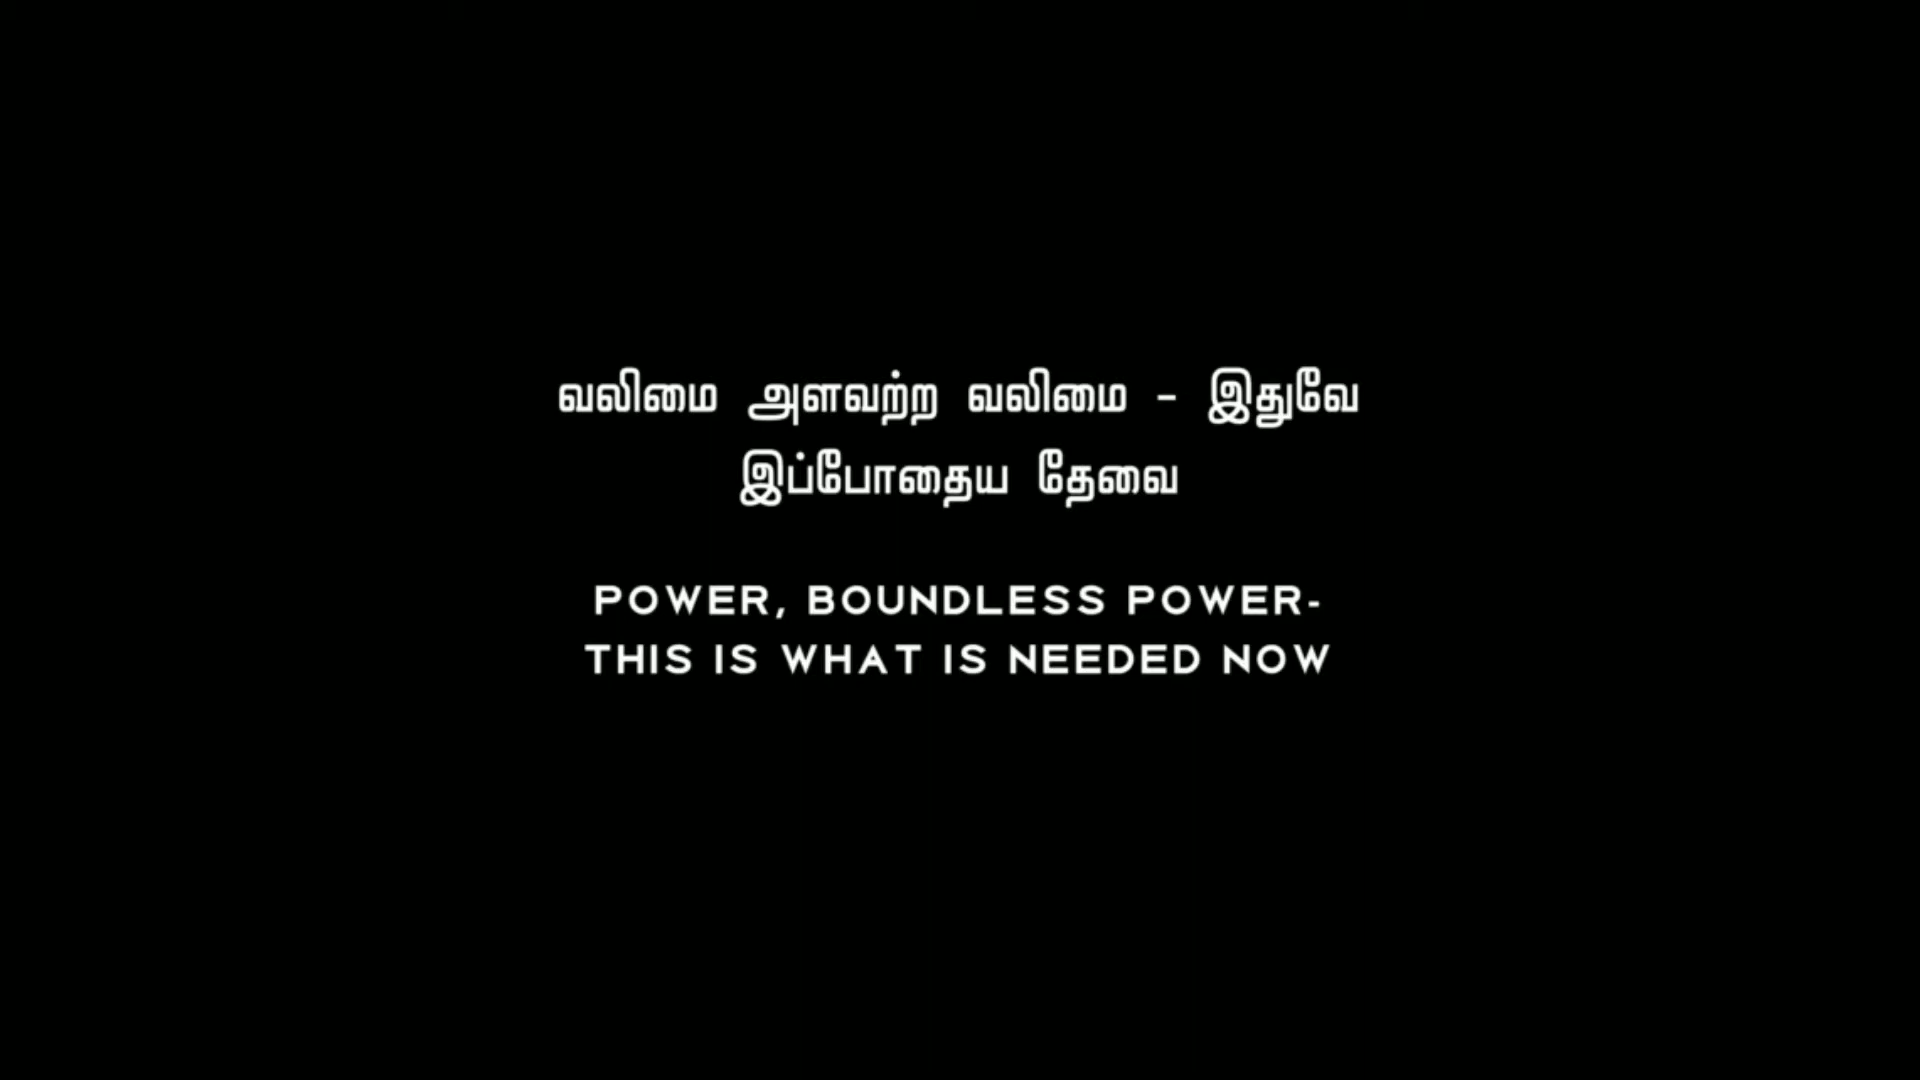 வலிமை அளவற்ற வலிமை - இதுவே
இப்போதைய தேவை
POWER, BOUNDLESS POWER-
THIS IS WHAT IS NEEDED NOW